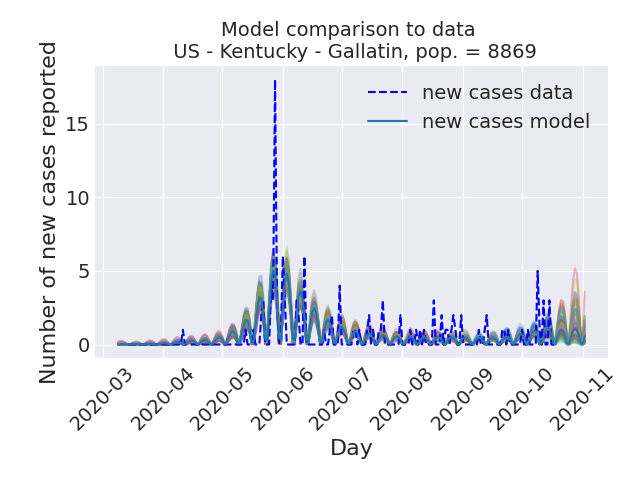 Model comparison to data
US - Kentucky - Gallatin, pop. = 8869
new cases data
new cases model
Number of new cases reported
15
10
5
0
2020-03
2020-04
2020-05
2020-06
2020-07
2020-08
2020-09
2020-10
2020-11
Day